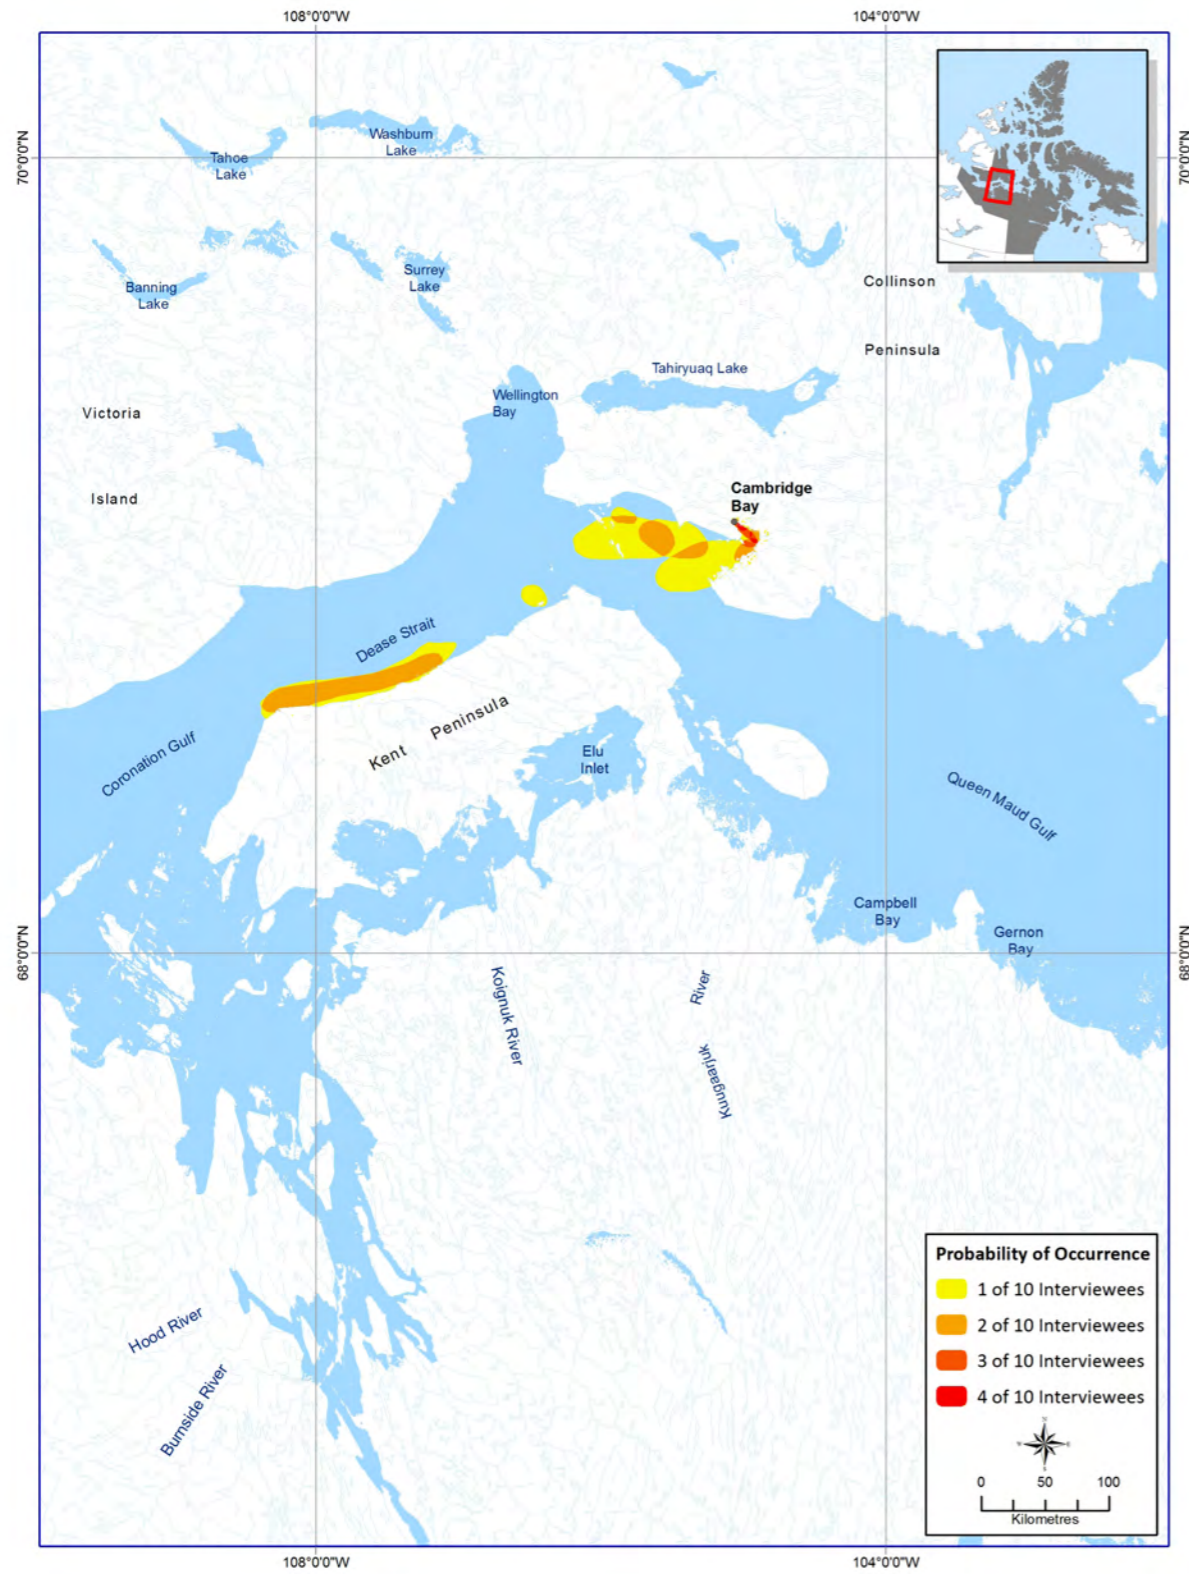 108°0'0"W
104°0'0"W
70°0'0"N
70°0'0"N
Washburn
Lake
Tahoe
Lake
Surrey
Lake
Banning
Lake
Collinson
Peninsula
Tahiryuaq Lake
Wellington
Bay
Victoria
Island
Cambridge
Bay
Dease Strait
Kent Peninsula
Coronation Gulf
Elu
Inlet
Queen Maud Gulf
Campbell
Bay
Gernon
Bay
68°0'0"N
68°0'0"N
Koignuk River
River
Kuugaarjuk
Hood River
Burnside River
Probability of Occurrence
1 of 10 Interviewees
2 of 10 Interviewees
3 of 10 Interviewees
4 of 10 Interviewees
N
W E
S
0 50 100
Kilometres
108°0'0"W
104°0'0"W